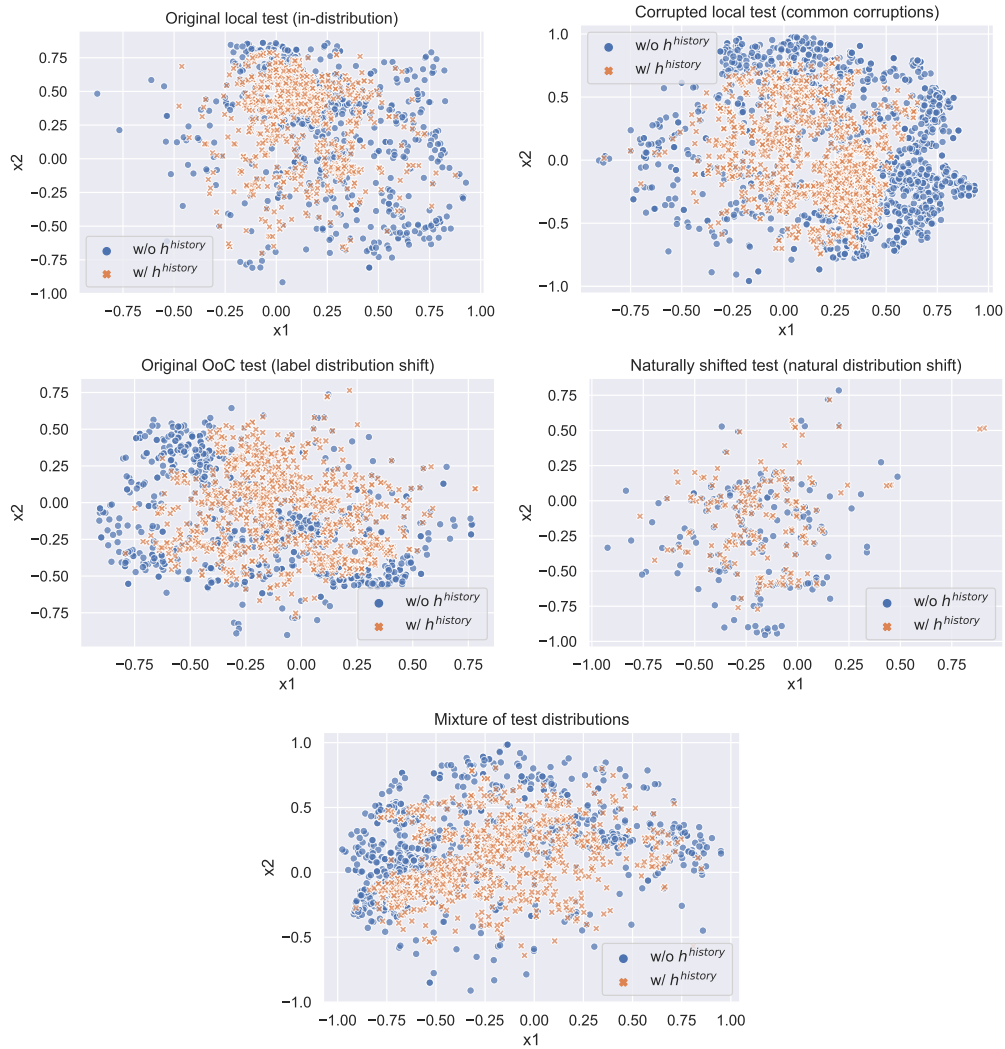 Original local test (in-distribution)
0.75
0.50
0.25
0.00
−0.25
−0.50
−0.75
−1.00
x2
w/o h^history
w/ h^history
−0.75 −0.50 −0.25 0.00 0.25 0.50 0.75 1.00
x1
Corrupted local test (common corruptions)
1.0
0.5
0.0
−0.5
−1.0
x2
w/o h^history
w/ h^history
−0.75 −0.50 −0.25 0.00 0.25 0.50 0.75 1.00
x1
Original OoC test (label distribution shift)
0.75
0.50
0.25
0.00
−0.25
−0.50
−0.75
x2
w/o h^history
w/ h^history
−0.75 −0.50 −0.25 0.00 0.25 0.50 0.75
x1
Naturally shifted test (natural distribution shift)
0.75
0.50
0.25
0.00
−0.25
−0.50
−0.75
−1.00
x2
w/o h^history
w/ h^history
−1.00 −0.75 −0.50 −0.25 0.00 0.25 0.50 0.75 1.00
x1
Mixture of test distributions
1.0
0.5
0.0
−0.5
−1.0
x2
w/o h^history
w/ h^history
−1.00 −0.75 −0.50 −0.25 0.00 0.25 0.50 0.75 1.00
x1